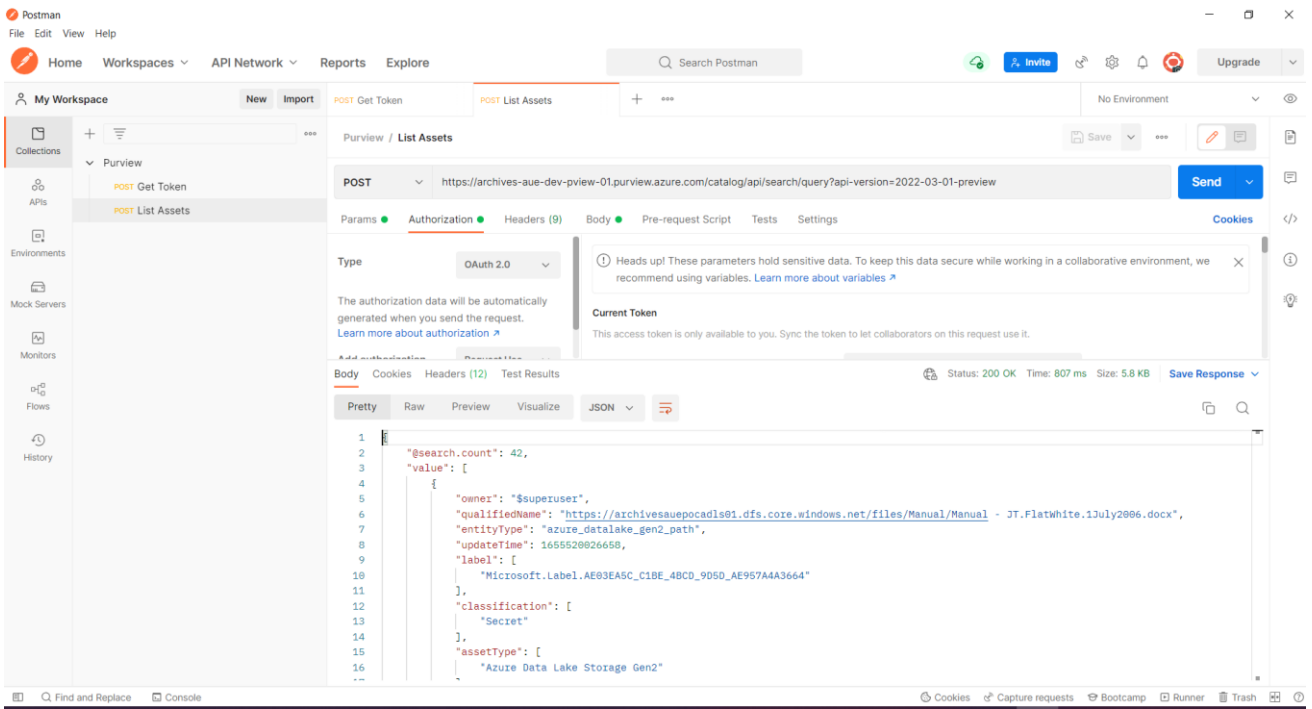 Postman
File Edit View Help
Home Workspaces API Network Reports Explore Search Postman Invite Upgrade
My Workspace New Import POST Get Token POST List Assets No Environment
Collections
APIs
Environments
Mock Servers
Monitors
Flows
History
Purview
POST Get Token
POST List Assets
Purview / List Assets Save
POST https://archives-aue-dev-pview-01.purview.azure.com/catalog/api/search/query?api-version=2022-03-01-preview Send
Params Authorization Headers (9) Body Pre-request Script Tests Settings Cookies
Type OAuth 2.0
The authorization data will be automatically
generated when you send the request.
Learn more about authorization
Heads up! These parameters hold sensitive data. To keep this data secure while working in a collaborative environment, we
recommend using variables. Learn more about variables
Current Token
This access token is only available to you. Sync the token to let collaborators on this request use it.
Add authorization Request Hea
Body Cookies Headers (12) Test Results Status: 200 OK Time: 807 ms Size: 5.8 KB Save Response
Pretty Raw Preview Visualize JSON
1 {
2 "@search.count": 42,
3 "value": [
4 {
5 "owner": "$superuser",
6 "qualifiedName": "https://archivesauepocadls01.dfs.core.windows.net/files/Manual/Manual - JT.FlatWhite.1July2006.docx",
7 "entityType": "azure_datalake_gen2_path",
8 "updateTime": 1655520026658,
9 "label": [
10 "Microsoft.Label.AE03EA5C_C1BE_4BCD_9D5D_AE957A4A3664"
11 ],
12 "classification": [
13 "Secret"
14 ],
15 "assetType": [
16 "Azure Data Lake Storage Gen2"
Find and Replace Console Cookies Capture requests Bootcamp Runner Trash